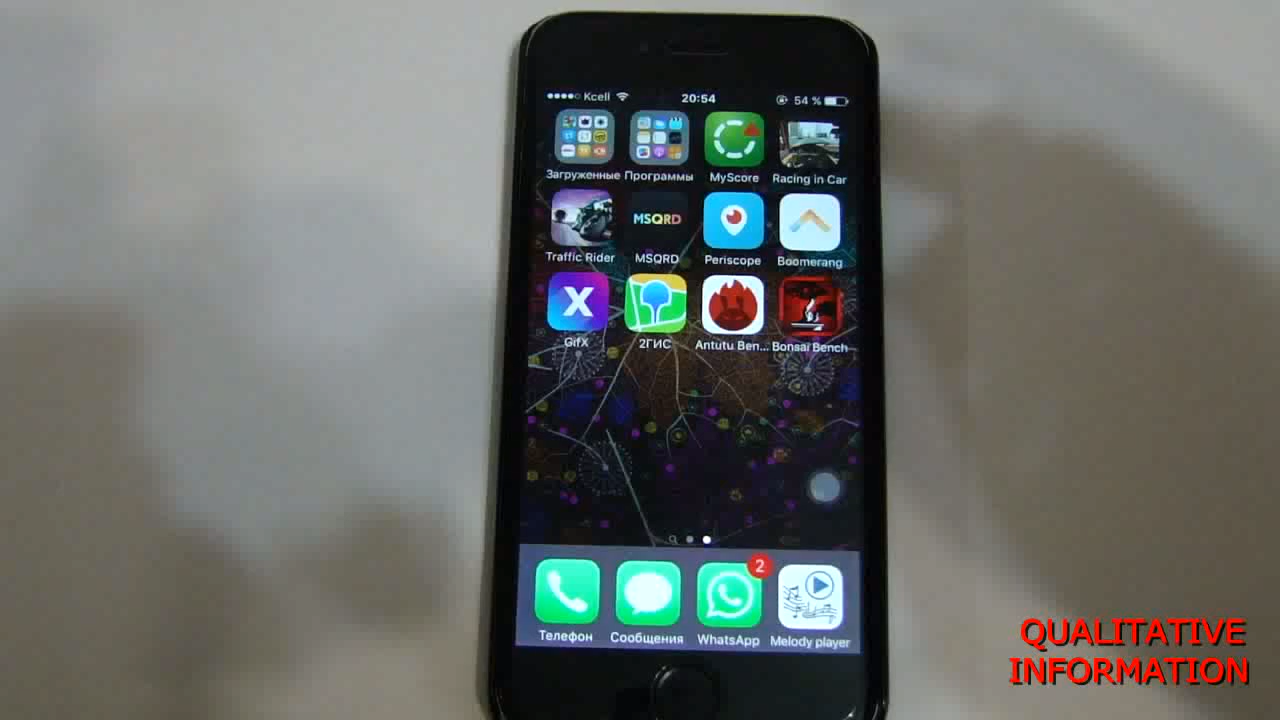 Kcell 20:54 54 %
Загруженные Программы MyScore Racing in Car
MSQRD
Traffic Rider MSQRD Periscope Boomerang
X
GifX 2ГИС Antutu Ben... Bonsai Bench
2
Телефон Сообщения WhatsApp Melody player
QUALITATIVE
INFORMATION